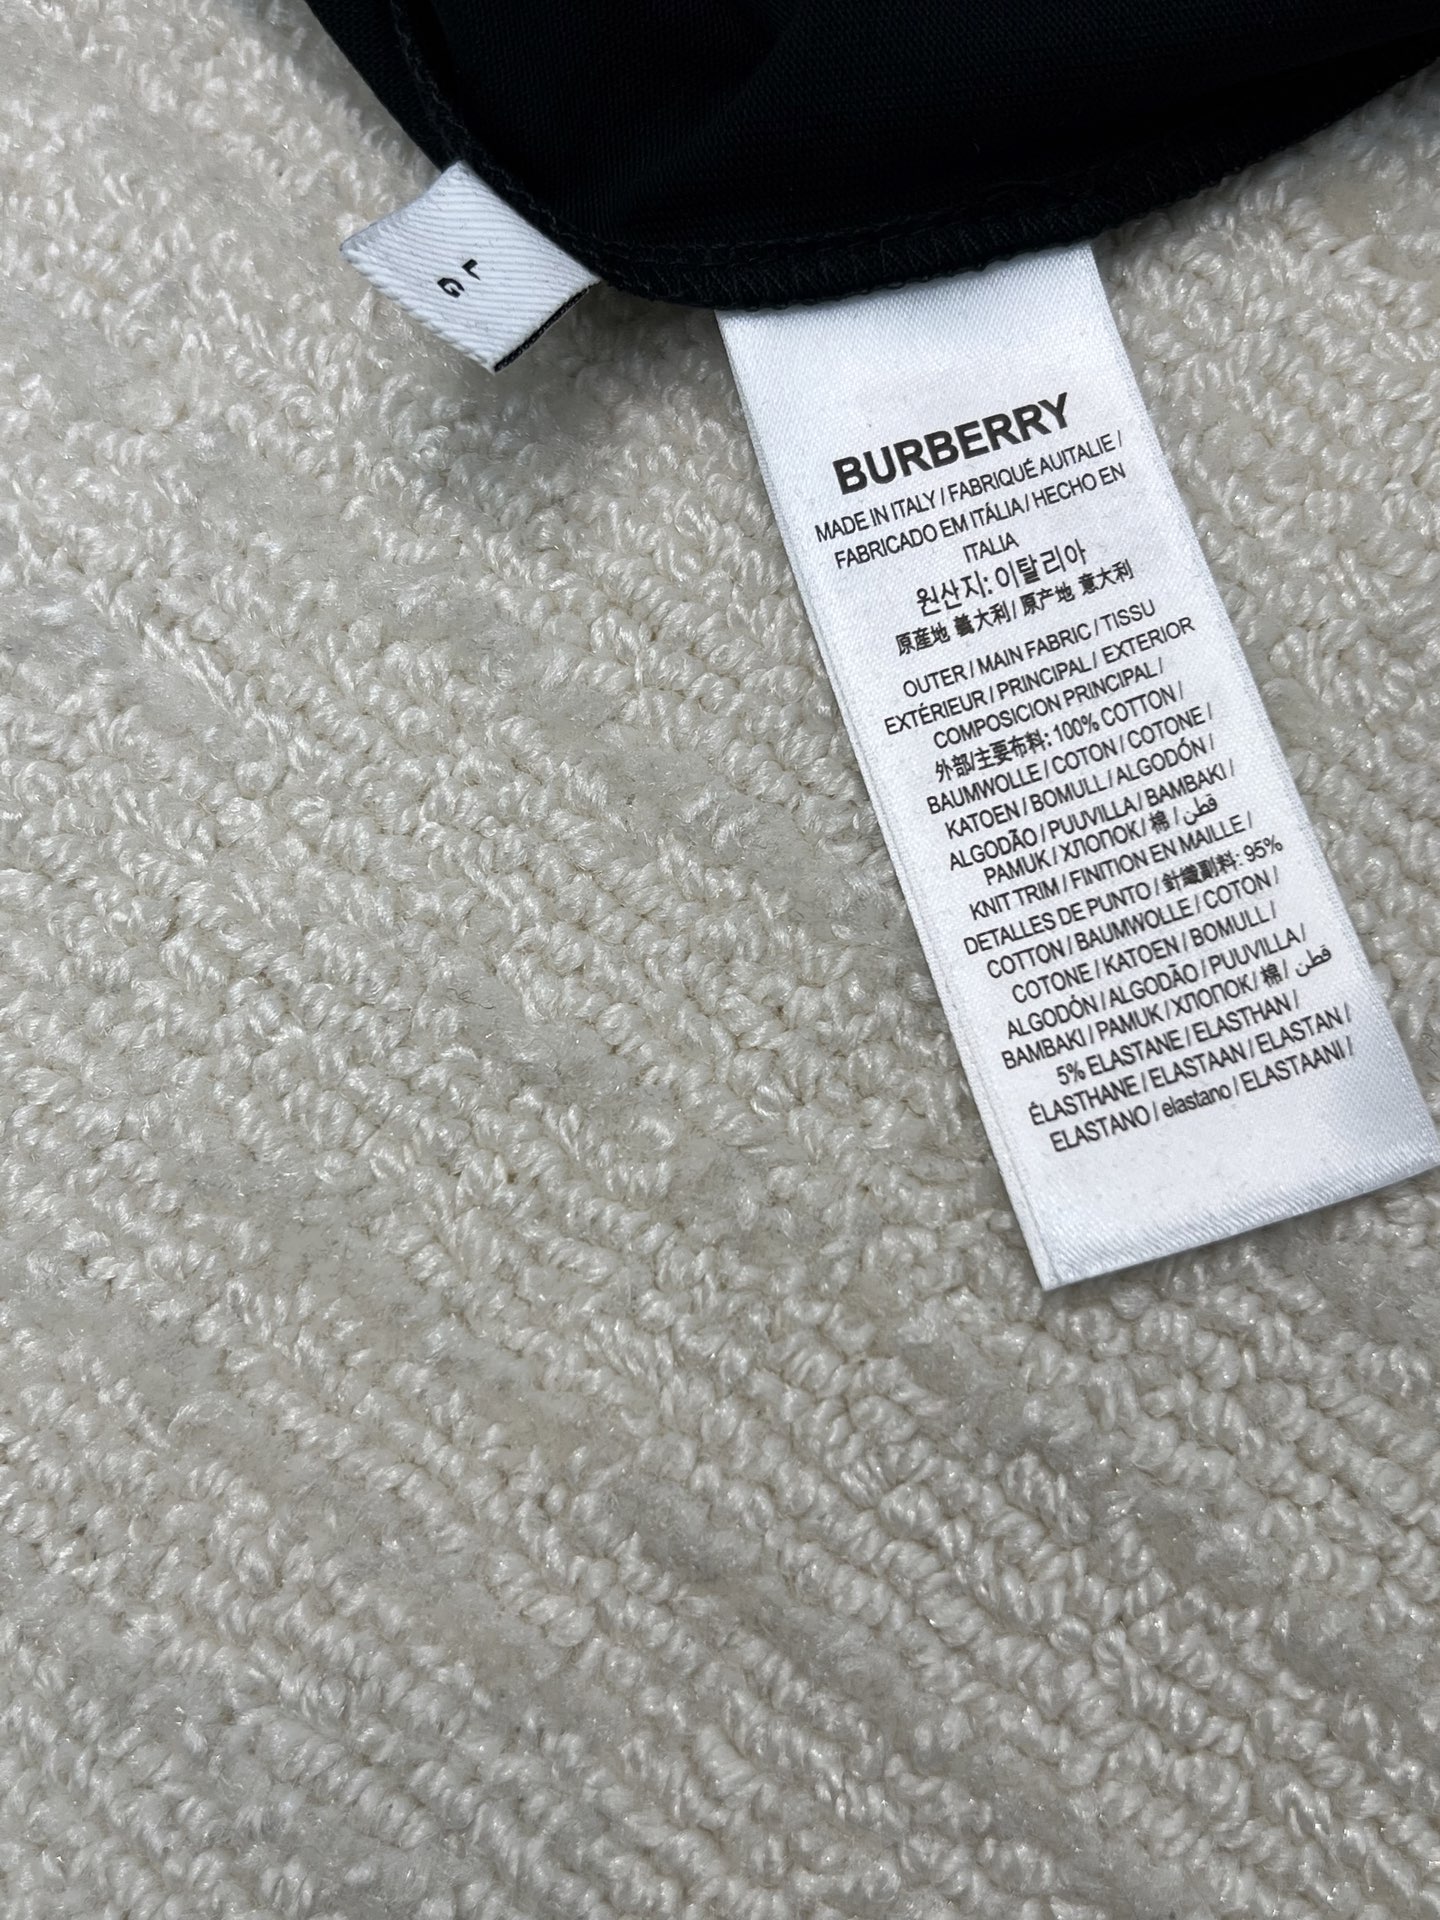 G L
BURBERRY
MADE IN ITALY / FABRIQUÉ AUITALIE /
FABRICADO EM ITÁLIA / HECHO EN
ITALIA
원산지: 이탈리아
原産地 義大利 / 原产地 意大利
OUTER / MAIN FABRIC / TISSU
EXTÉRIEUR / PRINCIPAL / EXTERIOR
COMPOSICION PRINCIPAL /
外部/主要布料: 100% COTTON /
BAUMWOLLE / COTON / COTONE /
KATOEN / BOMULL / ALGODÓN /
ALGODÃO / PUUVILLA / BAMBAKI /
PAMUK / ХЛОПОК / 棉 / قطن
KNIT TRIM / FINITION EN MAILLE /
DETALLES DE PUNTO / 針織副料: 95%
COTTON / BAUMWOLLE / COTON /
COTONE / KATOEN / BOMULL /
ALGODÓN / ALGODÃO / PUUVILLA /
BAMBAKI / PAMUK / ХЛОПОК / 棉 / قطن
5% ELASTANE / ELASTHAN /
ÉLASTHANE / ELASTAAN / ELASTAN /
ELASTANO / elastano / ELASTAANI /